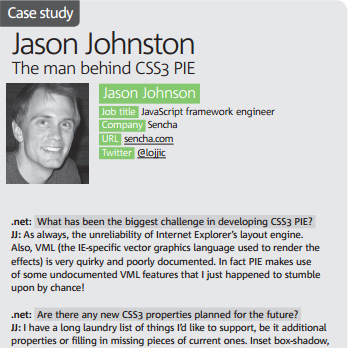 Case study
Jason Johnston
The man behind CSS3 PIE
Jason Johnson
Job title JavaScript framework engineer
Company Sencha
URL sencha.com
Twitter @lojjic
.net: What has been the biggest challenge in developing CSS3 PIE?
JJ: As always, the unreliability of Internet Explorer's layout engine.
Also, VML (the IE-specific vector graphics language used to render the
effects) is very quirky and poorly documented. In fact PIE makes use
of some undocumented VML features that I just happened to stumble
upon by chance!
.net: Are there any new CSS3 properties planned for the future?
JJ: I have a long laundry list of things I'd like to support, be it additional
properties or filling in missing pieces of current ones. Inset box-shadow,